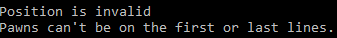 Position is invalid
Pawns can't be on the first or last lines.